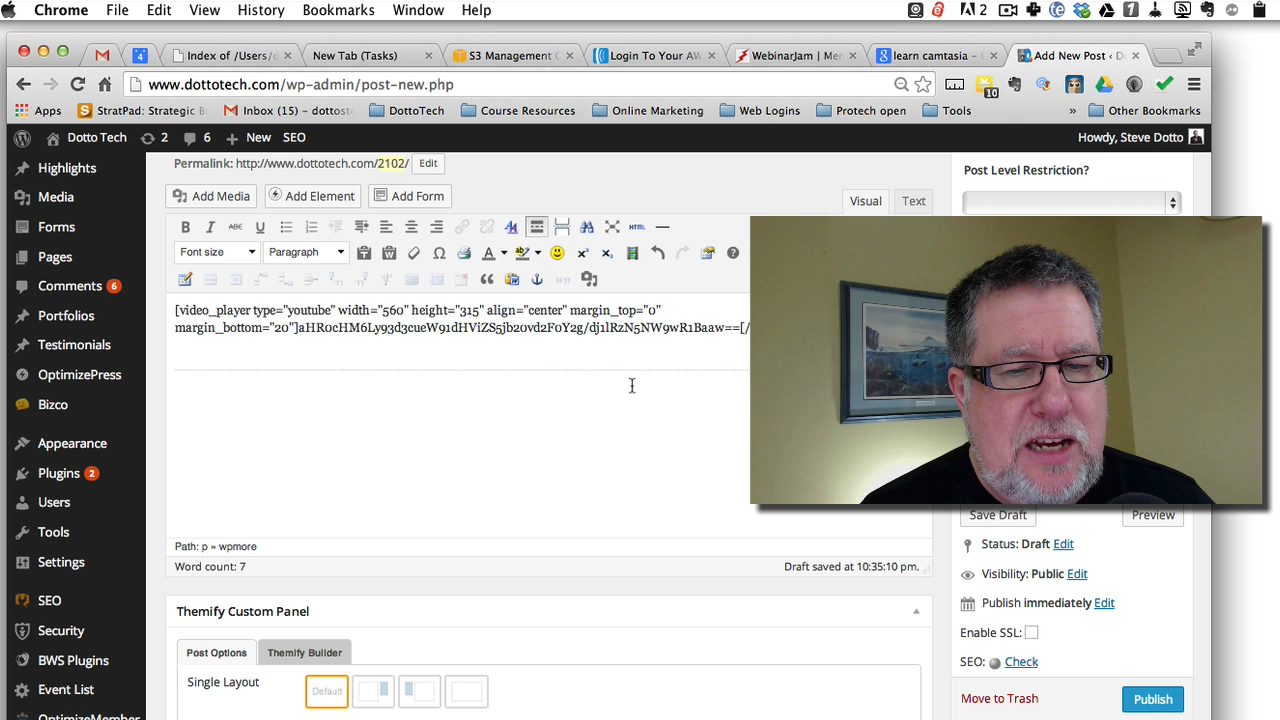 Chrome File Edit View History Bookmarks Window Help
2
4
Index of /Users/
New Tab (Tasks)
S3 Management C
Login To Your AW
WebinarJam | Mer
learn camtasia - G
Add New Post ‹ D
www.dottotech.com/wp-admin/post-new.php
10
Apps
StratPad: Strategic B
Inbox (15) - dottoste
DottoTech
Course Resources
Online Marketing
Web Logins
Protech open
Tools
»
Other Bookmarks
Dotto Tech 2 6 New SEO
Howdy, Steve Dotto
Highlights
Media
Forms
Pages
Comments 6
Portfolios
Testimonials
OptimizePress
Bizco
Appearance
Plugins 2
Users
Tools
Settings
SEO
Security
BWS Plugins
Event List
OptimizeMember
Permalink: http://www.dottotech.com/2102/ Edit
Add Media Add Element Add Form
Visual Text
B I ABC U HTML —
Font size Paragraph
[video_player type="youtube" width="560" height="315" align="center" margin_top="0"
margin_bottom="20"]aHR0cHM6Ly93d3cueW91dHViZS5jb20vd2F0Y2g/dj1lRzN5NW9wR1Baaw==[/
Path: p » wpmore
Word count: 7
Draft saved at 10:35:10 pm.
Themify Custom Panel
Post Options Themify Builder
Single Layout Default
Post Level Restriction?
Save Draft Preview
Status: Draft Edit
Visibility: Public Edit
Publish immediately Edit
Enable SSL:
SEO: Check
Move to Trash Publish